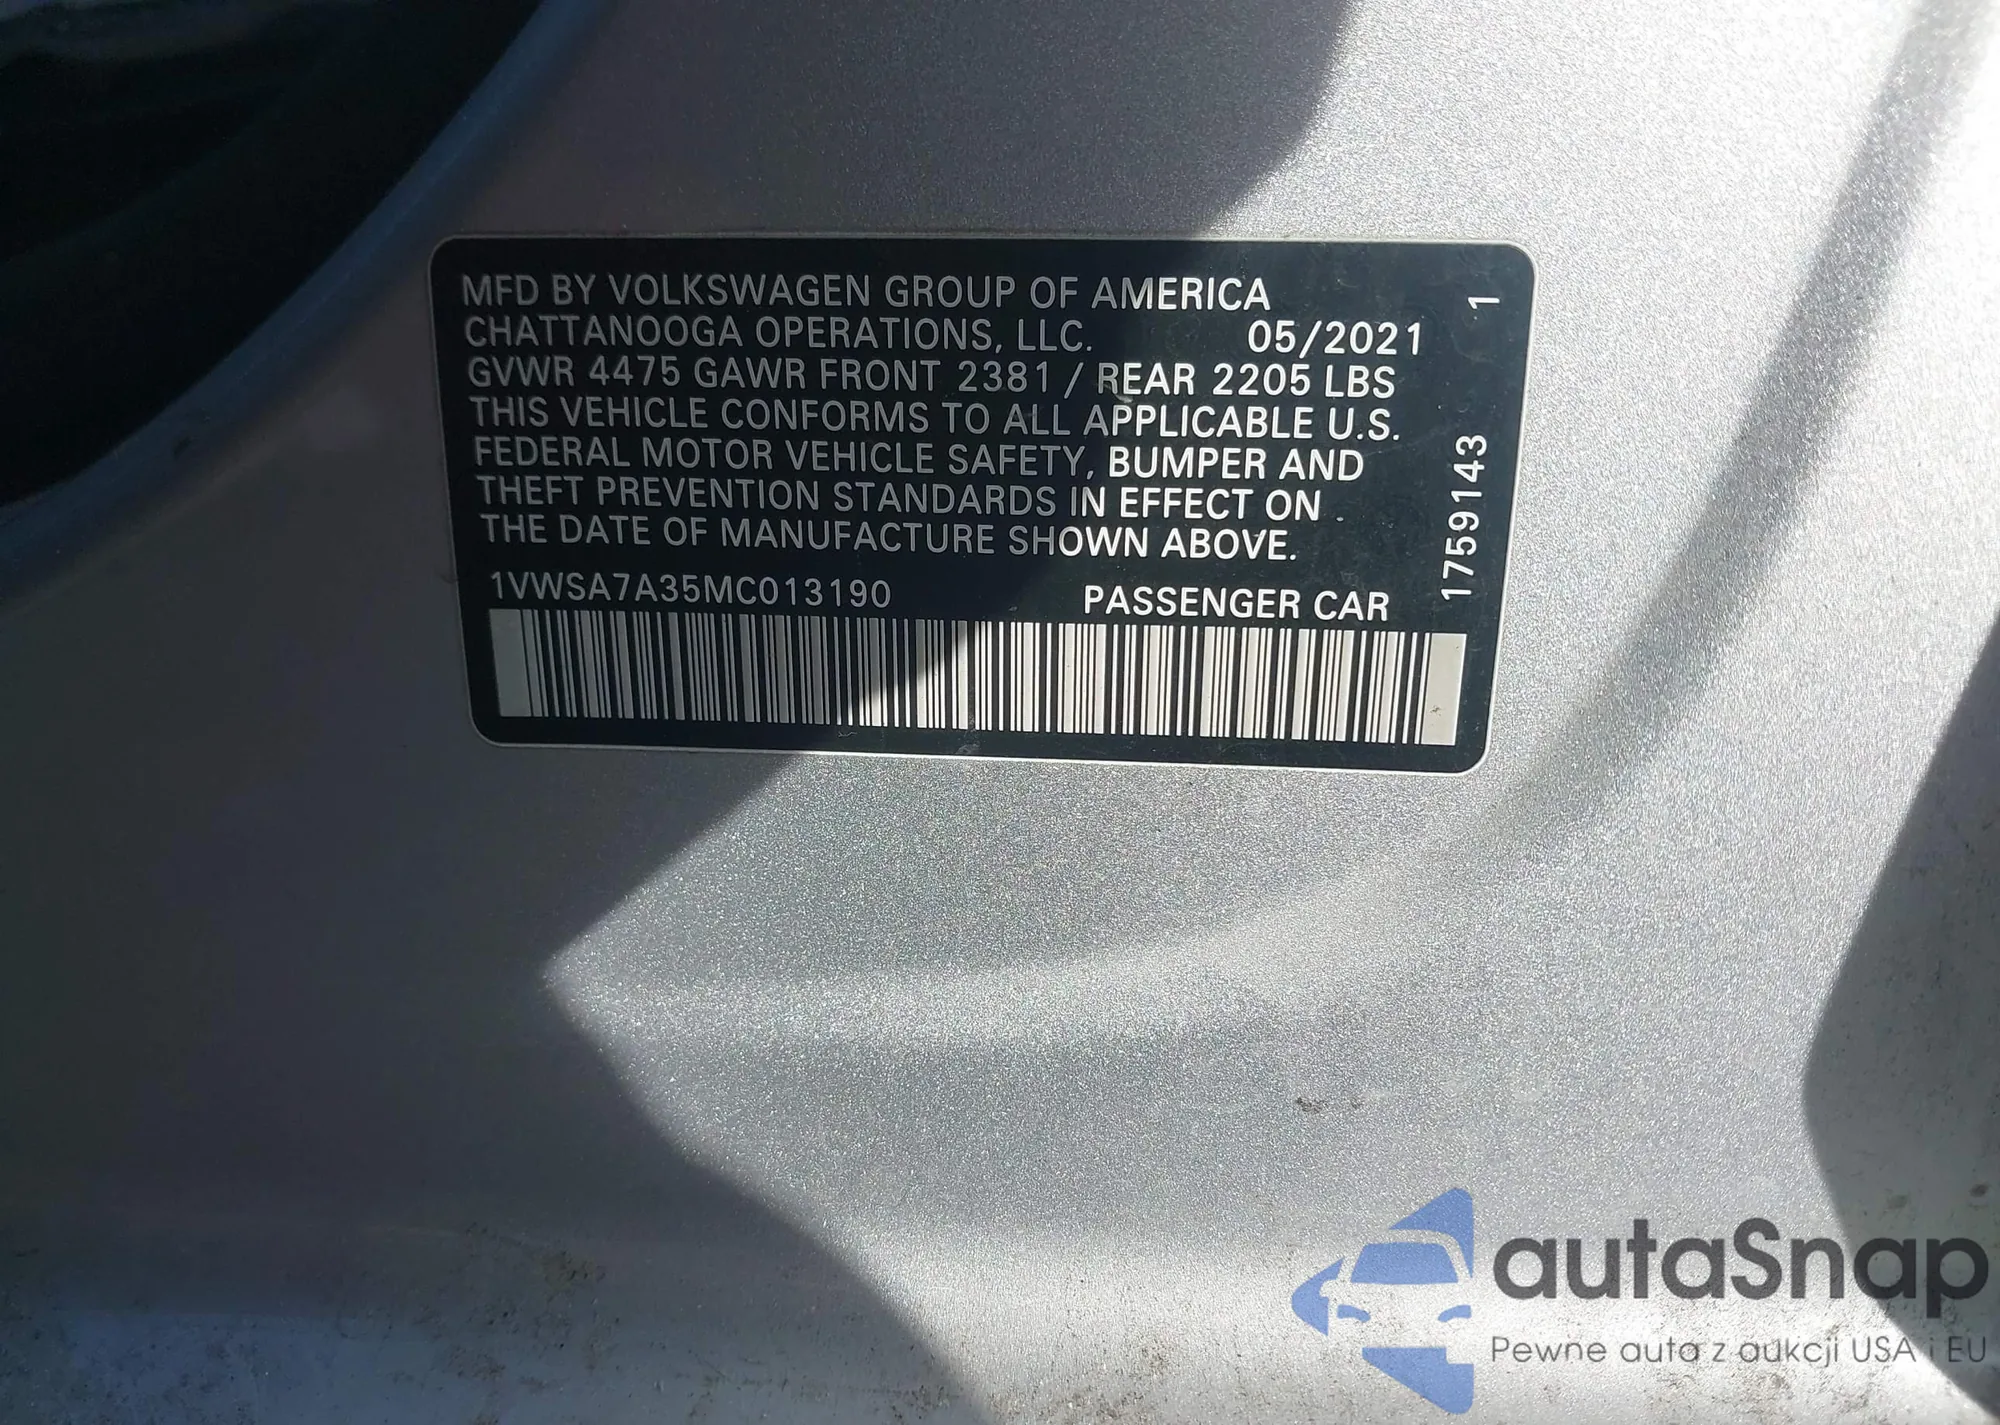 MFD BY VOLKSWAGEN GROUP OF AMERICA
CHATTANOOGA OPERATIONS, LLC. 05/2021
GVWR 4475 GAWR FRONT 2381 / REAR 2205 LBS
THIS VEHICLE CONFORMS TO ALL APPLICABLE U.S.
FEDERAL MOTOR VEHICLE SAFETY, BUMPER AND
THEFT PREVENTION STANDARDS IN EFFECT ON
THE DATE OF MANUFACTURE SHOWN ABOVE.
1VWSA7A35MC013190 PASSENGER CAR
17591143 1
autaSnap
Pewne auta z aukcji USA i EU